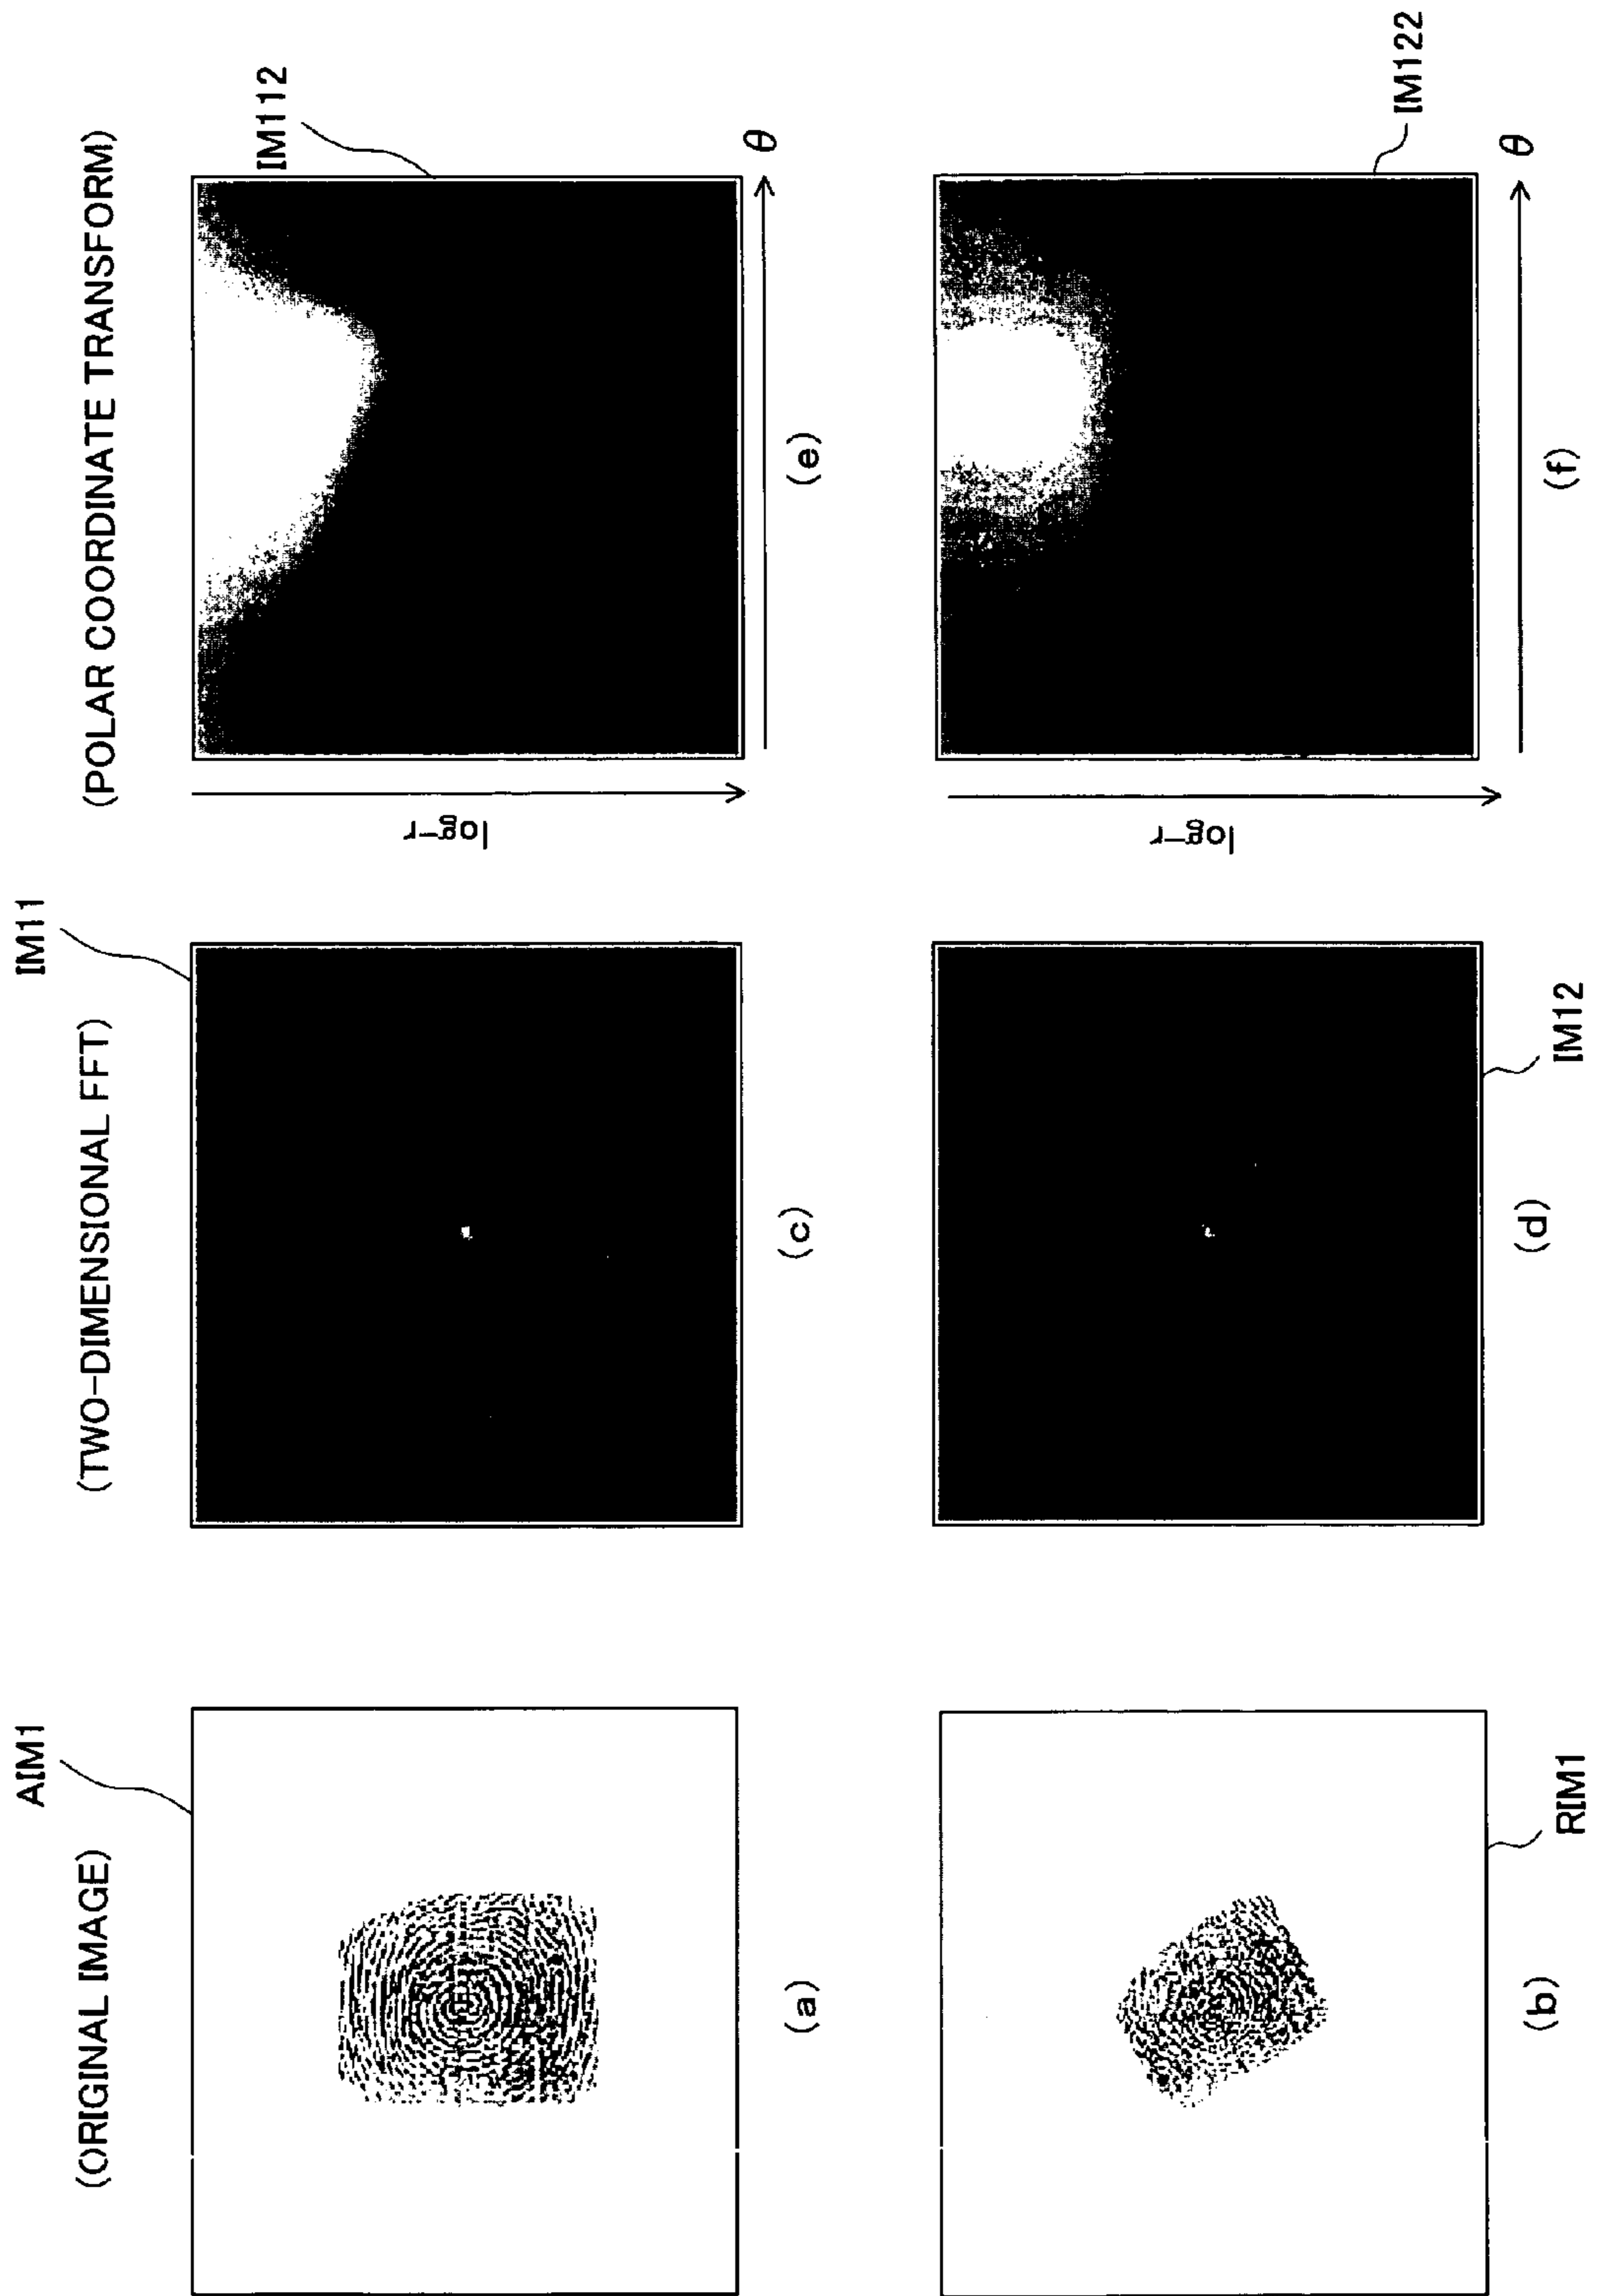 (ORIGINAL IMAGE)
(TWO-DIMENSIONAL FFT)
(POLAR COORDINATE TRANSFORM)
AIM1
IM11
IM112
log-r
θ
(a)
(c)
(e)
RIM1
IM12
IM122
log-r
θ
(b)
(d)
(f)